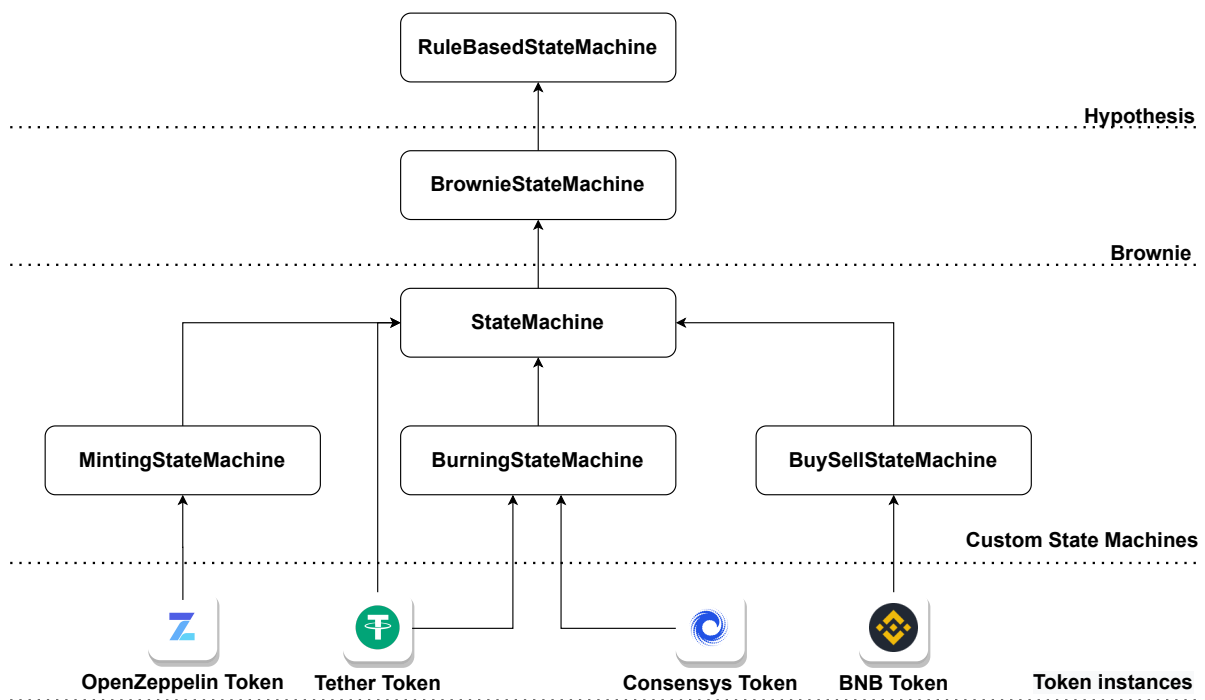 RuleBasedStateMachine
Hypothesis
BrownieStateMachine
Brownie
StateMachine
MintingStateMachine
BurningStateMachine
BuySellStateMachine
Custom State Machines
OpenZeppelin Token
Tether Token
Consensys Token
BNB Token
Token instances